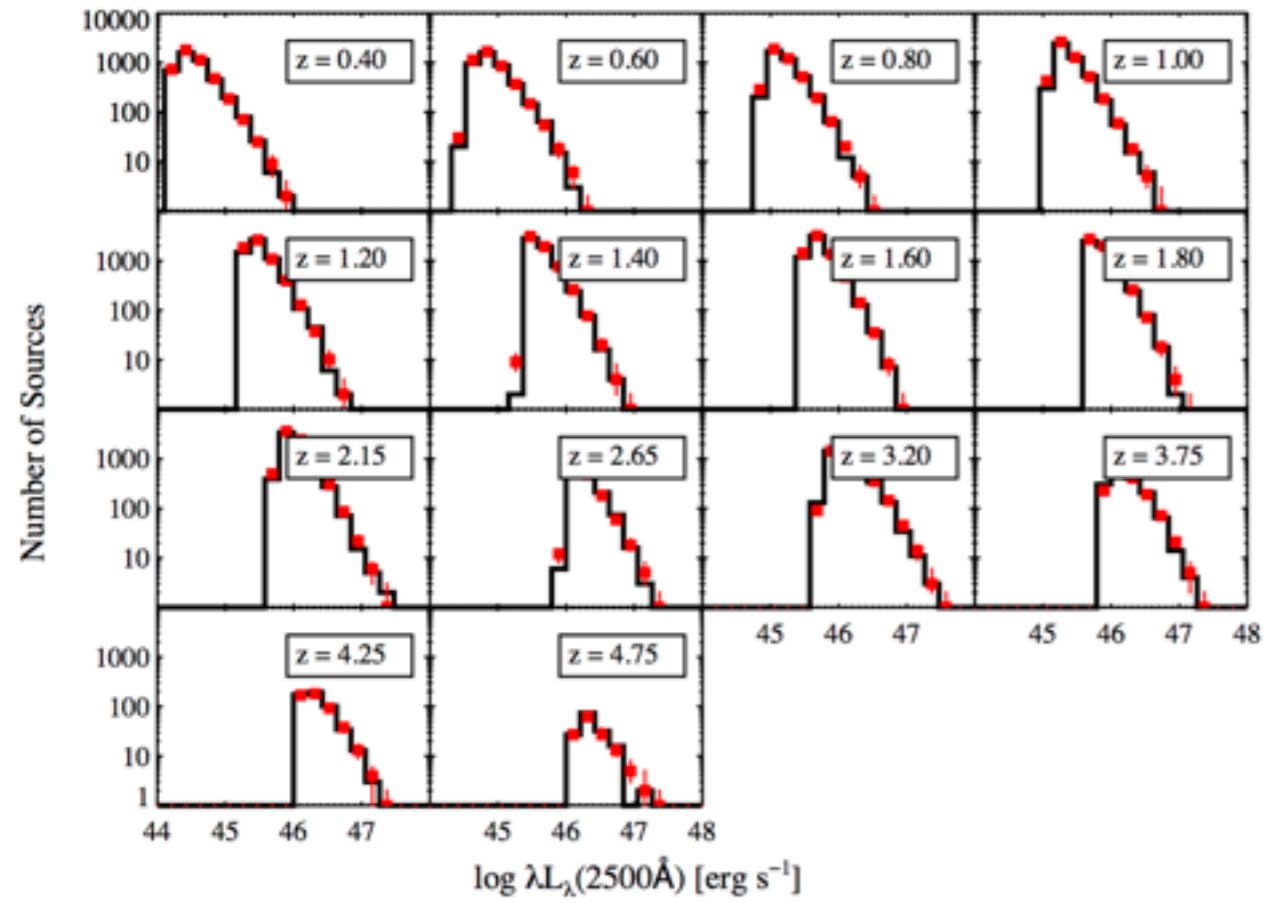 10000
1000
100
10
z = 0.40
z = 0.60
z = 0.80
z = 1.00
1000
100
10
z = 1.20
z = 1.40
z = 1.60
z = 1.80
1000
100
10
z = 2.15
z = 2.65
z = 3.20
z = 3.75
45 46 47
45 46 47 48
1000
100
10
1
z = 4.25
z = 4.75
44 45 46 47
45 46 47 48
Number of Sources
log λL_λ(2500Å) [erg s⁻¹]